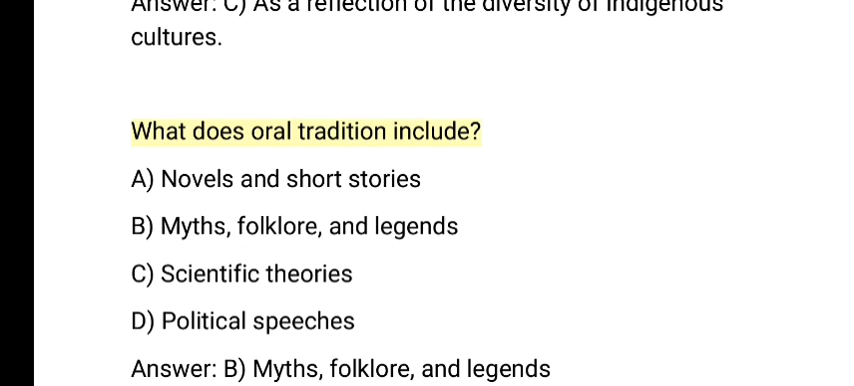 Answer: C) As a reflection of the diversity of Indigenous
cultures.
What does oral tradition include?
A) Novels and short stories
B) Myths, folklore, and legends
C) Scientific theories
D) Political speeches
Answer: B) Myths, folklore, and legends